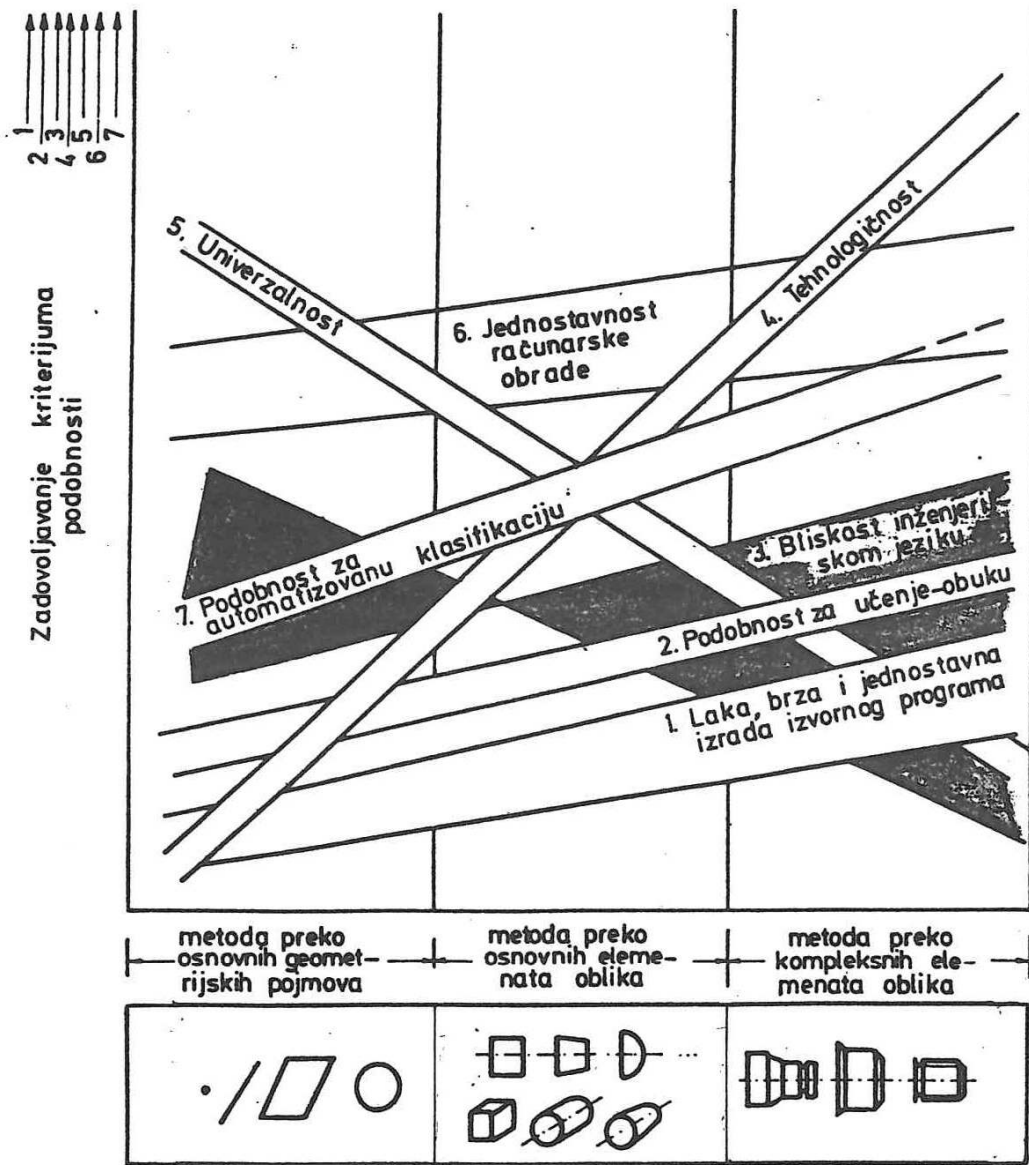 1
2
3
4
5
6
7
Zadovoljavanje kriterijuma
podobnosti
5. Univerzalnost
6. Jednostavnost
računarske
obrade
4. Tehnologičnost
7. Podobnost za
automatizovanu klasifikaciju
3. Bliskost inženjeri-
skom jeziku
2. Podobnost za učenje-obuku
1. Laka, brza i jednostavna
izrada izvornog programa
metoda preko
osnovnih geomet-
rijskih pojmova
metoda preko
osnovnih eleme-
nata oblika
metoda preko
kompleksnih ele-
menata oblika
...